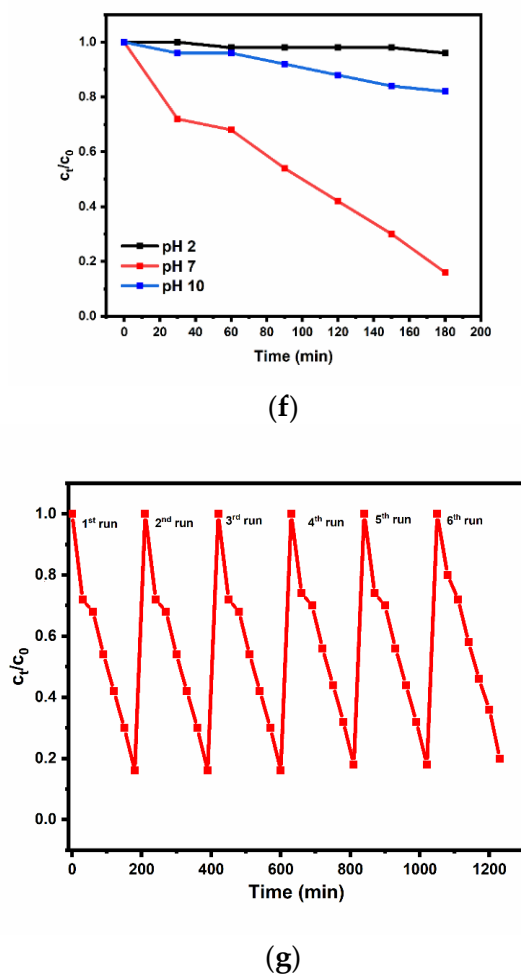 1.0
0.8
0.6
0.4
0.2
0.0
cₜ/c₀
pH 2
pH 7
pH 10
0 20 40 60 80 100 120 140 160 180 200
Time (min)
(f)
1.0
0.8
0.6
0.4
0.2
0.0
cₜ/c₀
1st run 2nd run 3rd run 4th run 5th run 6th run
0 200 400 600 800 1000 1200
Time (min)
(g)